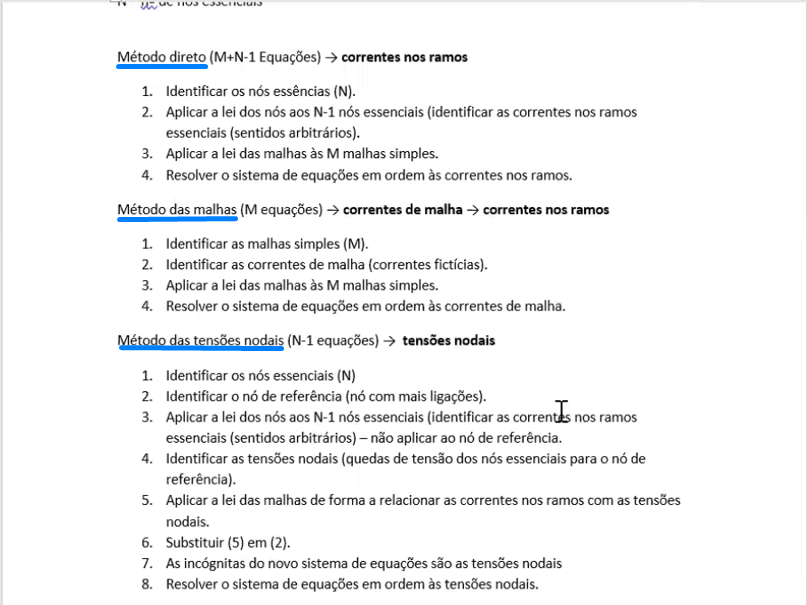 nº de nós essenciais
Método direto (M+N-1 Equações) → correntes nos ramos
1. Identificar os nós essências (N).
2. Aplicar a lei dos nós aos N-1 nós essenciais (identificar as correntes nos ramos
essenciais (sentidos arbitrários).
3. Aplicar a lei das malhas às M malhas simples.
4. Resolver o sistema de equações em ordem às correntes nos ramos.
Método das malhas (M equações) → correntes de malha → correntes nos ramos
1. Identificar as malhas simples (M).
2. Identificar as correntes de malha (correntes fictícias).
3. Aplicar a lei das malhas às M malhas simples.
4. Resolver o sistema de equações em ordem às correntes de malha.
Método das tensões nodais (N-1 equações) → tensões nodais
1. Identificar os nós essenciais (N)
2. Identificar o nó de referência (nó com mais ligações).
3. Aplicar a lei dos nós aos N-1 nós essenciais (identificar as correntes nos ramos
essenciais (sentidos arbitrários) – não aplicar ao nó de referência.
4. Identificar as tensões nodais (quedas de tensão dos nós essenciais para o nó de
referência).
5. Aplicar a lei das malhas de forma a relacionar as correntes nos ramos com as tensões
nodais.
6. Substituir (5) em (2).
7. As incógnitas do novo sistema de equações são as tensões nodais
8. Resolver o sistema de equações em ordem às tensões nodais.